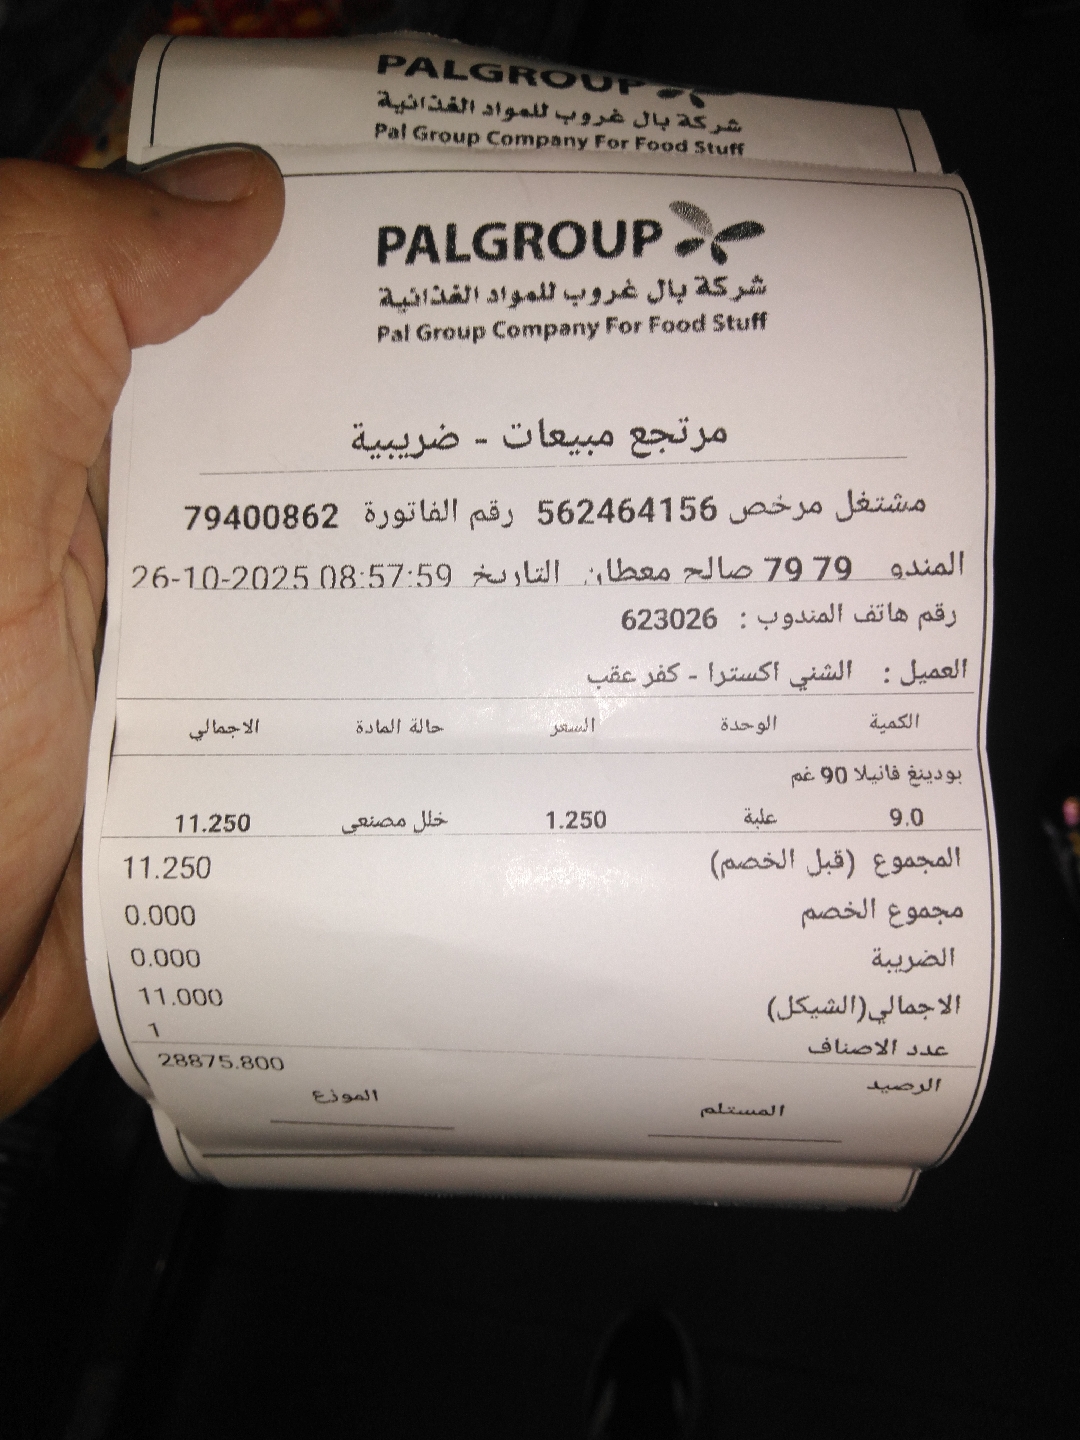 PALGROUP
شركة بال غروب للمواد الغذائية
Pal Group Company For Food Stuff
PALGROUP
شركة بال غروب للمواد الغذائية
Pal Group Company For Food Stuff
مرتجع مبيعات - ضريبية
مشتغل مرخص 562464156 رقم الفاتورة 79400862
المندو 79 79 صالح معطان التاريخ 26-10-2025 08:57:59
رقم هاتف المندوب : 623026
العميل : الشني اكسترا - كفر عقب
الكمية الوحدة السعر حالة المادة الاجمالي
بودينغ فانيلا 90 غم
9.0 علبة 1.250 خلل مصنعي 11.250
المجموع (قبل الخصم) 11.250
مجموع الخصم 0.000
الضريبة 0.000
الاجمالي(الشيكل) 11.000
عدد الاصناف 1
الرصيد 28875.800
المستلم الموزع